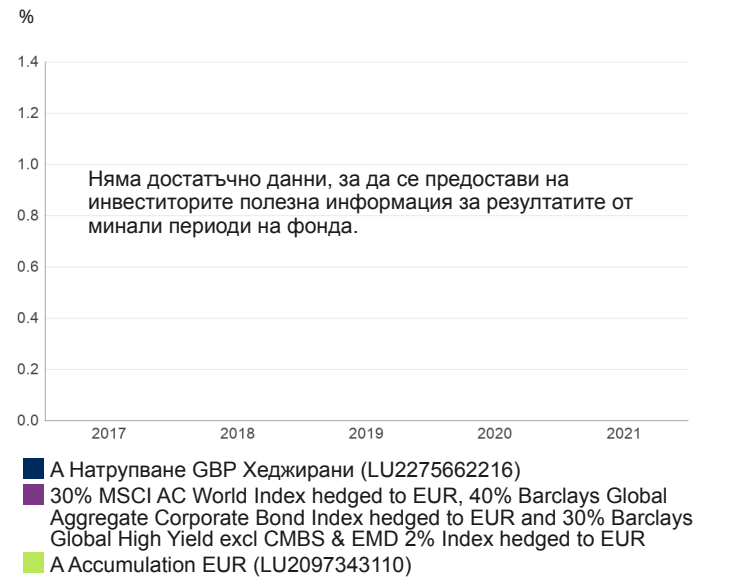 %
1.4
1.2
1.0
Няма достатъчно данни, за да се предостави на
инвеститорите полезна информация за резултатите от
0.8
минали периоди на фонда.
0.6
0.4
0.2
0.0
2017 2018 2019 2020 2021
А Натрупване GBP Хеджирани (LU2275662216)
30% MSCI AC World Index hedged to EUR, 40% Barclays Global
Aggregate Corporate Bond Index hedged to EUR and 30% Barclays
Global High Yield excl CMBS & EMD 2% Index hedged to EUR
A Accumulation EUR (LU2097343110)